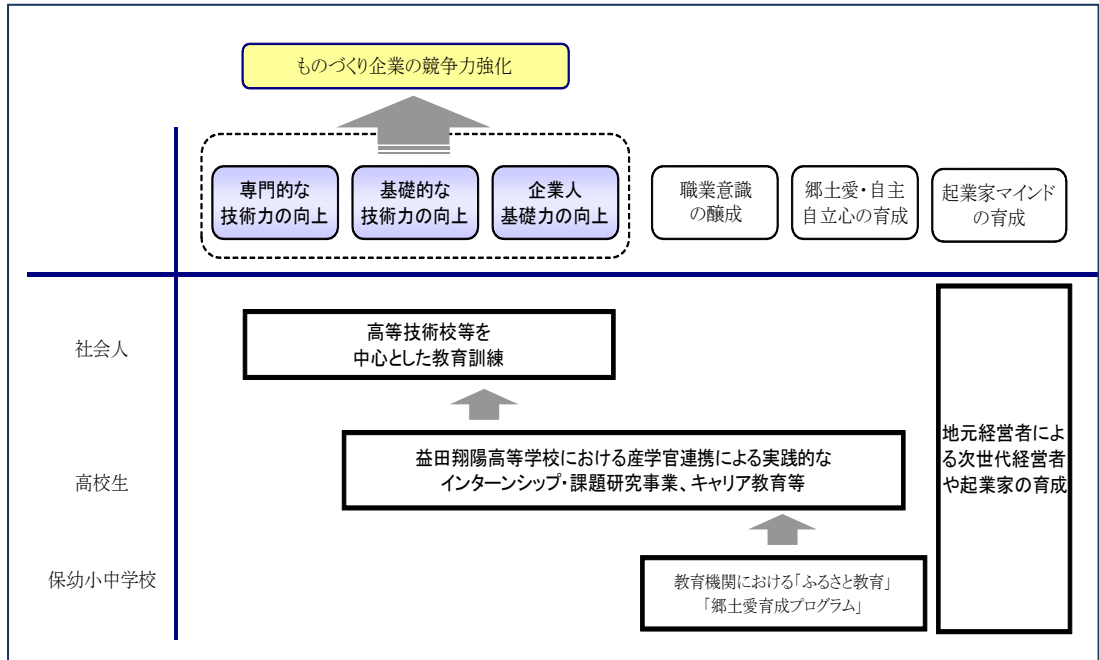 ものづくり企業の競争力強化
専門的な
技術力の向上
基礎的な
技術力の向上
企業人
基礎力の向上
職業意識
の醸成
郷土愛・自主
自立心の育成
起業家マインド
の育成
社会人
高等技術校等を
中心とした教育訓練
高校生
益田翔陽高等学校における産学官連携による実践的な
インターンシップ・課題研究事業、キャリア教育等
地元経営者によ
る次世代経営者
や起業家の育成
保幼小中学校
教育機関における「ふるさと教育」
「郷土愛育成プログラム」